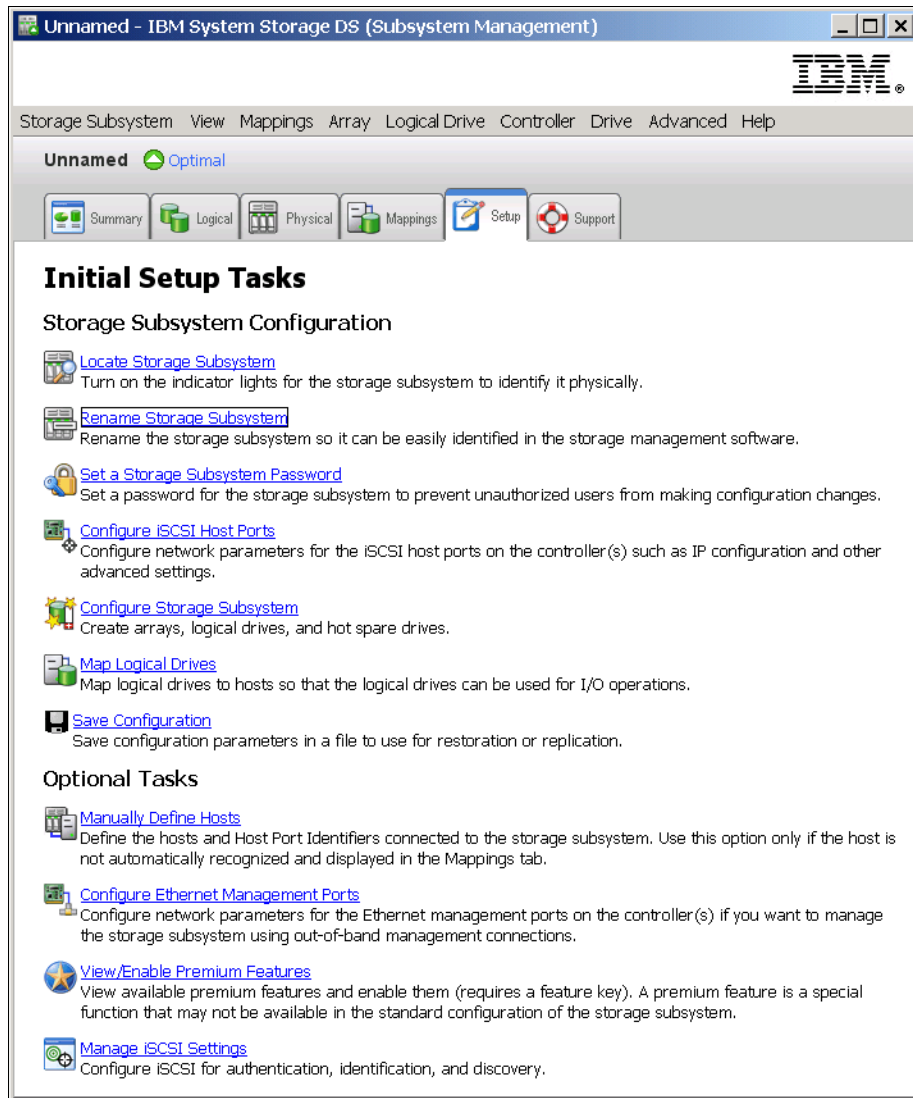 Unnamed - IBM System Storage DS (Subsystem Management)
IBM®
Storage Subsystem View Mappings Array Logical Drive Controller Drive Advanced Help
Unnamed Optimal
Summary Logical Physical Mappings Setup Support
Initial Setup Tasks
Storage Subsystem Configuration
Locate Storage Subsystem
Turn on the indicator lights for the storage subsystem to identify it physically.
Rename Storage Subsystem
Rename the storage subsystem so it can be easily identified in the storage management software.
Set a Storage Subsystem Password
Set a password for the storage subsystem to prevent unauthorized users from making configuration changes.
Configure iSCSI Host Ports
Configure network parameters for the iSCSI host ports on the controller(s) such as IP configuration and other
advanced settings.
Configure Storage Subsystem
Create arrays, logical drives, and hot spare drives.
Map Logical Drives
Map logical drives to hosts so that the logical drives can be used for I/O operations.
Save Configuration
Save configuration parameters in a file to use for restoration or replication.
Optional Tasks
Manually Define Hosts
Define the hosts and Host Port Identifiers connected to the storage subsystem. Use this option only if the host is
not automatically recognized and displayed in the Mappings tab.
Configure Ethernet Management Ports
Configure network parameters for the Ethernet management ports on the controller(s) if you want to manage
the storage subsystem using out-of-band management connections.
View/Enable Premium Features
View available premium features and enable them (requires a feature key). A premium feature is a special
function that may not be available in the standard configuration of the storage subsystem.
Manage iSCSI Settings
Configure iSCSI for authentication, identification, and discovery.